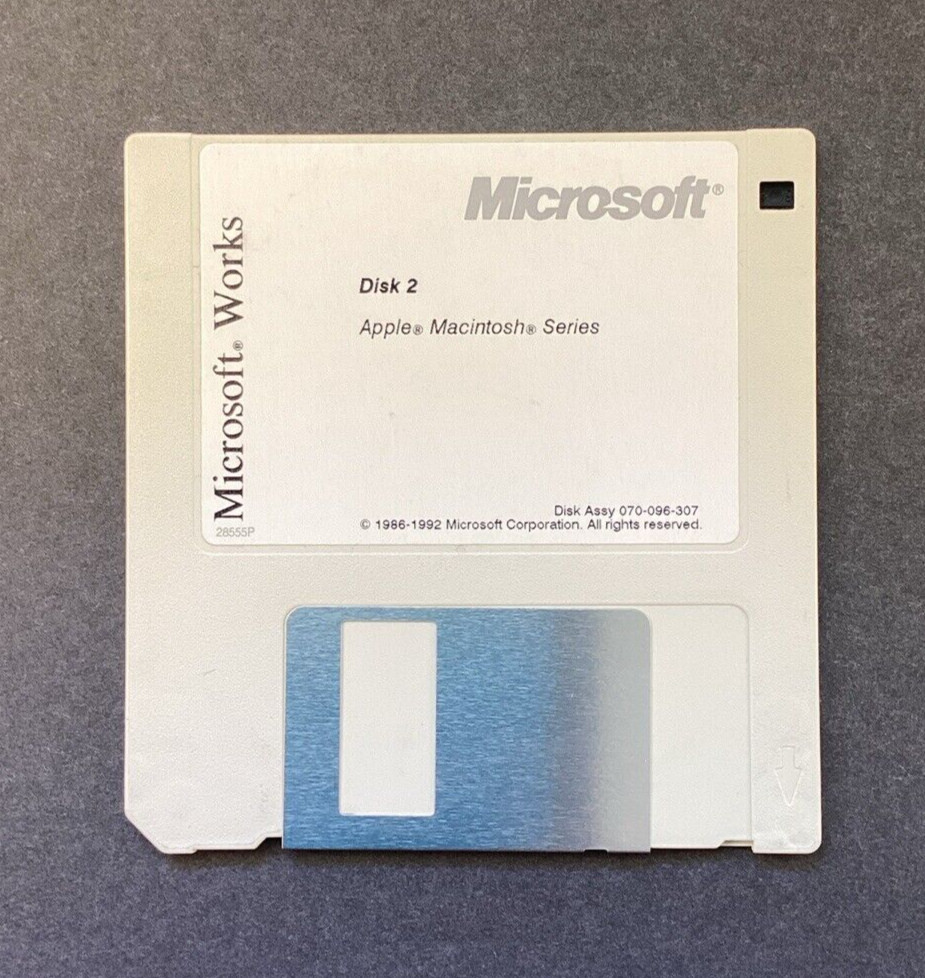 Microsoft®
Microsoft® Works
Disk 2
Apple® Macintosh® Series
Disk Assy 070-096-307
© 1986-1992 Microsoft Corporation. All rights reserved.
28555P